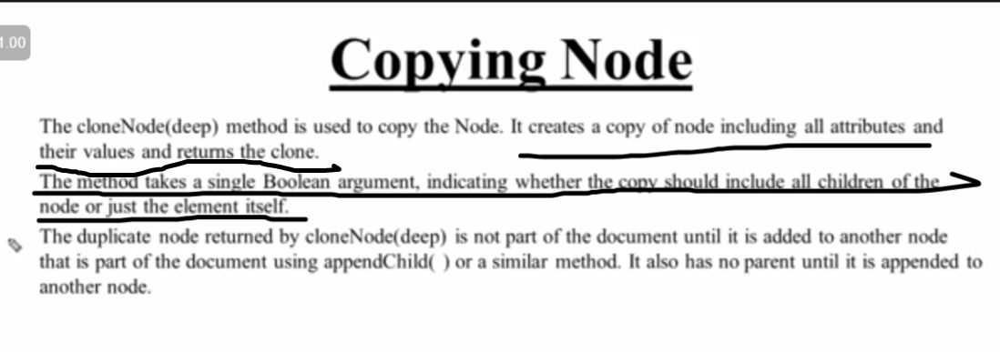 1.00
Copying Node
The cloneNode(deep) method is used to copy the Node. It creates a copy of node including all attributes and
their values and returns the clone.
The method takes a single Boolean argument, indicating whether the copy should include all children of the
node or just the element itself.
The duplicate node returned by cloneNode(deep) is not part of the document until it is added to another node
that is part of the document using appendChild( ) or a similar method. It also has no parent until it is appended to
another node.